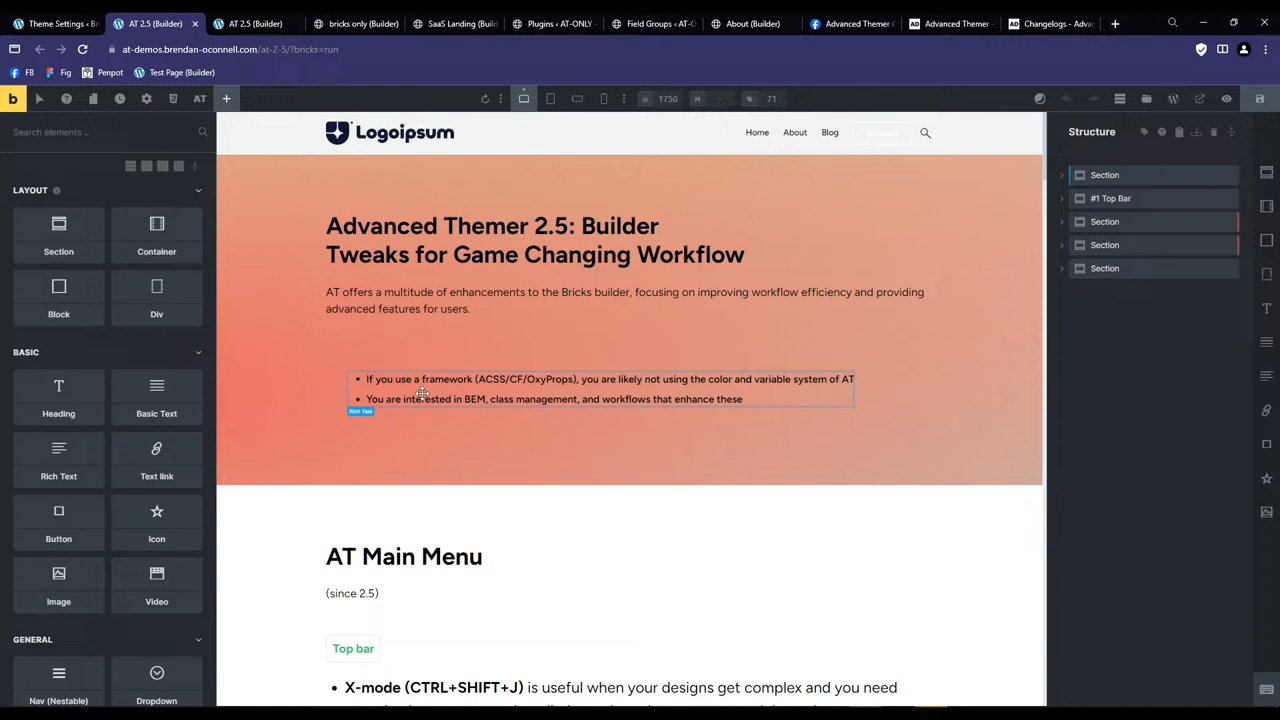 Theme Settings ‹ B
AT 2.5 (Builder)
AT 2.5 (Builder)
bricks only (Builder)
SaaS Landing (Build
Plugins ‹ AT-ONLY –
Field Groups ‹ AT-O
About (Builder)
Advanced Themer C
Advanced Themer -
Changelogs - Adva
at-demos.brendan-oconnell.com/at-2-5/?bricks=run
FB
Fig
Penpot
Test Page (Builder)
b
AT
1750
H
-
%
71
Search elements ..
Logoipsum
Home
About
Blog
Structure
LAYOUT
Section
Container
Block
Div
BASIC
Heading
Basic Text
Rich Text
Text link
Button
Icon
Image
Video
GENERAL
Nav (Nestable)
Dropdown
Advanced Themer 2.5: Builder
Tweaks for Game Changing Workflow
AT offers a multitude of enhancements to the Bricks builder, focusing on improving workflow efficiency and providing
advanced features for users.
If you use a framework (ACSS/CF/OxyProps), you are likely not using the color and variable system of AT
You are interested in BEM, class management, and workflows that enhance these
Rich Text
AT Main Menu
(since 2.5)
Top bar
X-mode (CTRL+SHIFT+J) is useful when your designs get complex and you need
Section
#1 Top Bar
Section
Section
Section